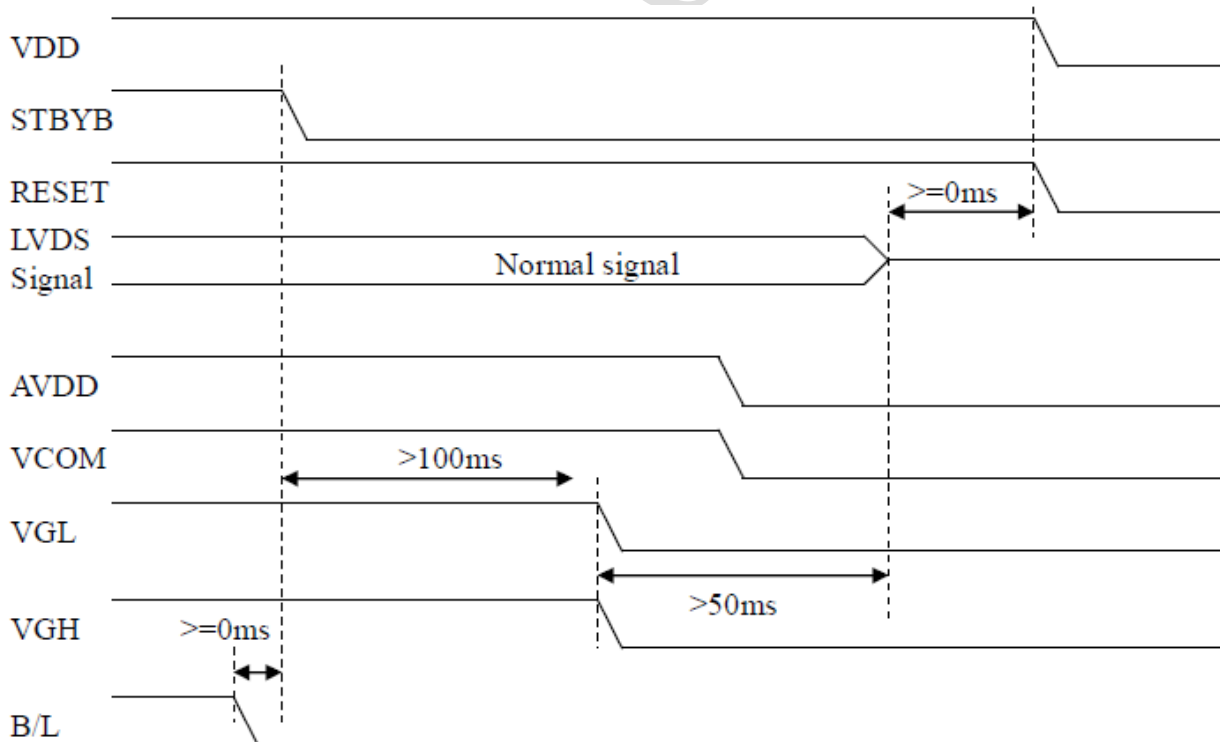 VDD
STBYB
RESET
>=0ms
LVDS
Signal
Normal signal
AVDD
VCOM
>100ms
VGL
>50ms
VGH
>=0ms
B/L